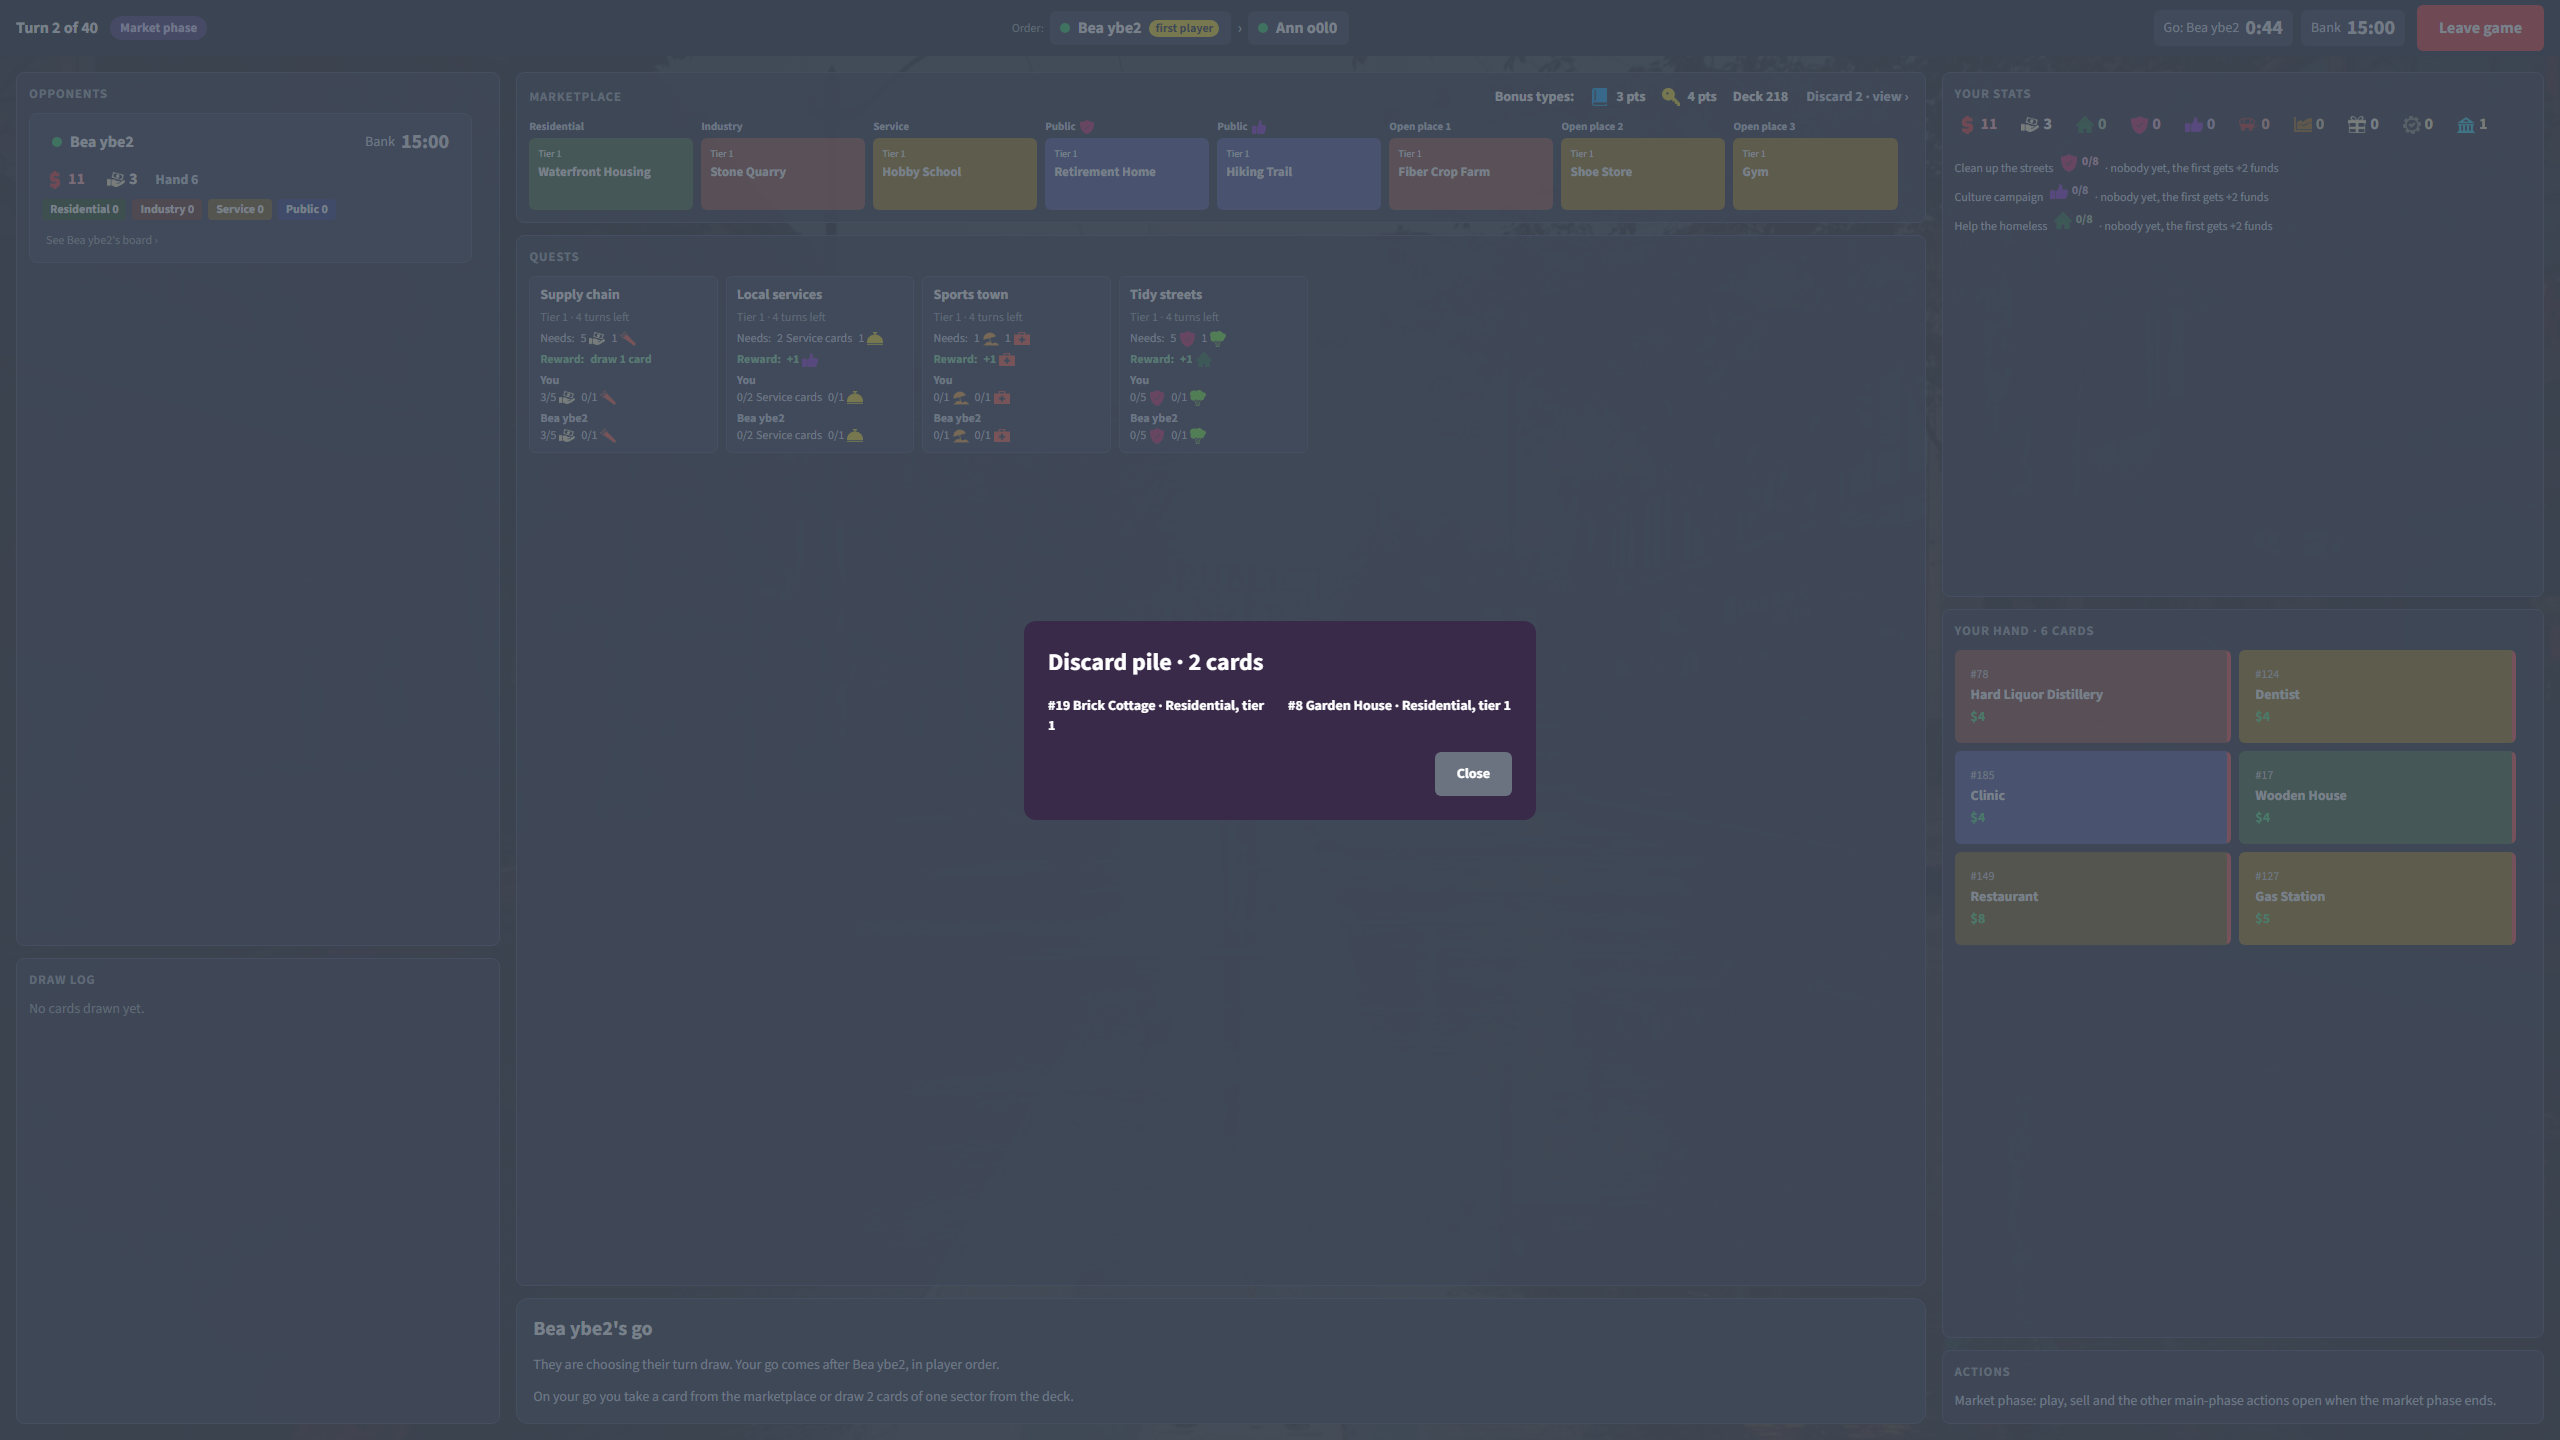 Turn 2 of 40 Market phase
Order: Bea ybe2 first player › Ann o0l0
Go: Bea ybe2 0:44 Bank 15:00 Leave game
OPPONENTS
Bea ybe2 Bank 15:00
11 3 Hand 6
Residential 0 Industry 0 Service 0 Public 0
See Bea ybe2's board ›
DRAW LOG
No cards drawn yet.
MARKETPLACE
Bonus types: 3 pts 4 pts Deck 218 Discard 2 · view ›
Residential Industry Service Public Public Open place 1 Open place 2 Open place 3
Tier 1 Tier 1 Tier 1 Tier 1 Tier 1 Tier 1 Tier 1 Tier 1
Waterfront Housing Stone Quarry Hobby School Retirement Home Hiking Trail Fiber Crop Farm Shoe Store Gym
QUESTS
Supply chain
Tier 1 · 4 turns left
Needs: 5 1
Reward: draw 1 card
You
3/5 0/1
Bea ybe2
3/5 0/1
Local services
Tier 1 · 4 turns left
Needs: 2 Service cards 1
Reward: +1
You
0/2 Service cards 0/1
Bea ybe2
0/2 Service cards 0/1
Sports town
Tier 1 · 4 turns left
Needs: 1 1
Reward: +1
You
0/1 0/1
Bea ybe2
0/1 0/1
Tidy streets
Tier 1 · 4 turns left
Needs: 5 1
Reward: +1
You
0/5 0/1
Bea ybe2
0/5 0/1
Discard pile · 2 cards
#19 Brick Cottage · Residential, tier
1
#8 Garden House · Residential, tier 1
Close
Bea ybe2's go
They are choosing their turn draw. Your go comes after Bea ybe2, in player order.
On your go you take a card from the marketplace or draw 2 cards of one sector from the deck.
YOUR STATS
$ 11 3 0 0 0 0 0 0 0 1
Clean up the streets 0/8 · nobody yet, the first gets +2 funds
Culture campaign 0/8 · nobody yet, the first gets +2 funds
Help the homeless 0/8 · nobody yet, the first gets +2 funds
YOUR HAND · 6 CARDS
#78
Hard Liquor Distillery
$4
#124
Dentist
$4
#185
Clinic
$4
#17
Wooden House
$4
#149
Restaurant
$8
#127
Gas Station
$5
ACTIONS
Market phase: play, sell and the other main-phase actions open when the market phase ends.